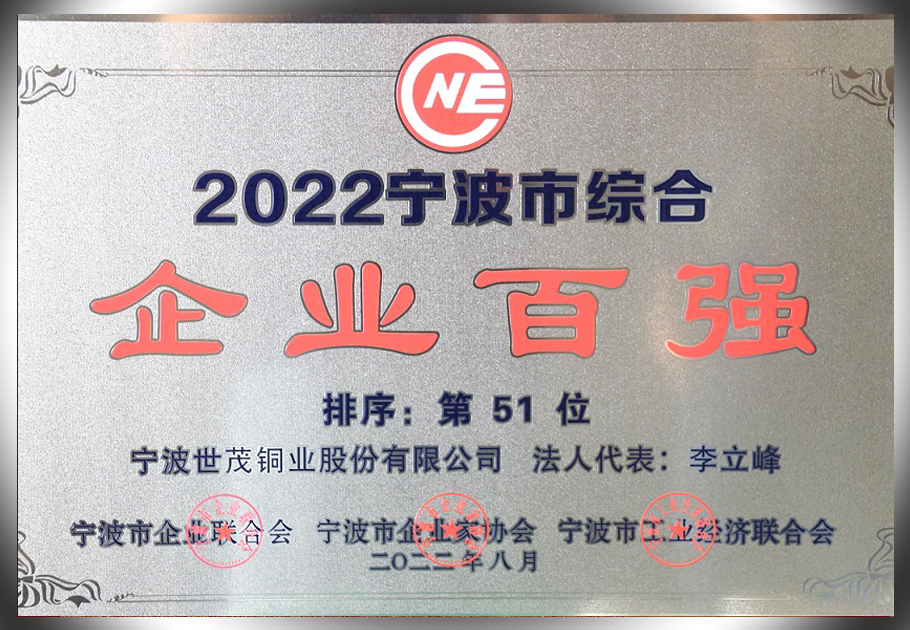 CNE
2022宁波市综合
企业百强
排序：第 51 位
宁波世茂铜业股份有限公司 法人代表：李立峰
宁波市企业联合会 宁波市企业家协会 宁波市工业经济联合会
二〇二二年八月